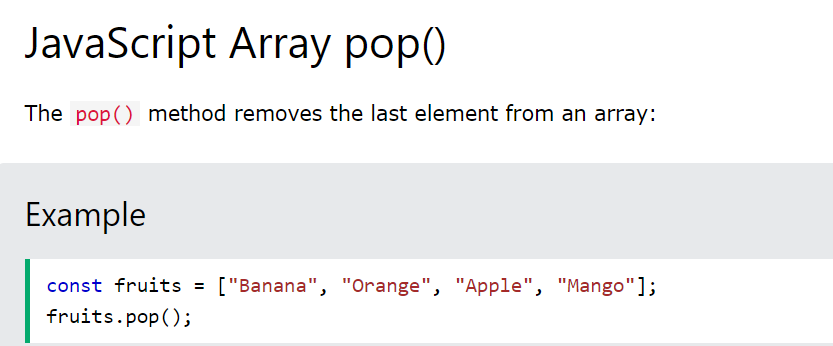 JavaScript Array pop()
The pop() method removes the last element from an array:
Example
const fruits = ["Banana", "Orange", "Apple", "Mango"];
fruits.pop();